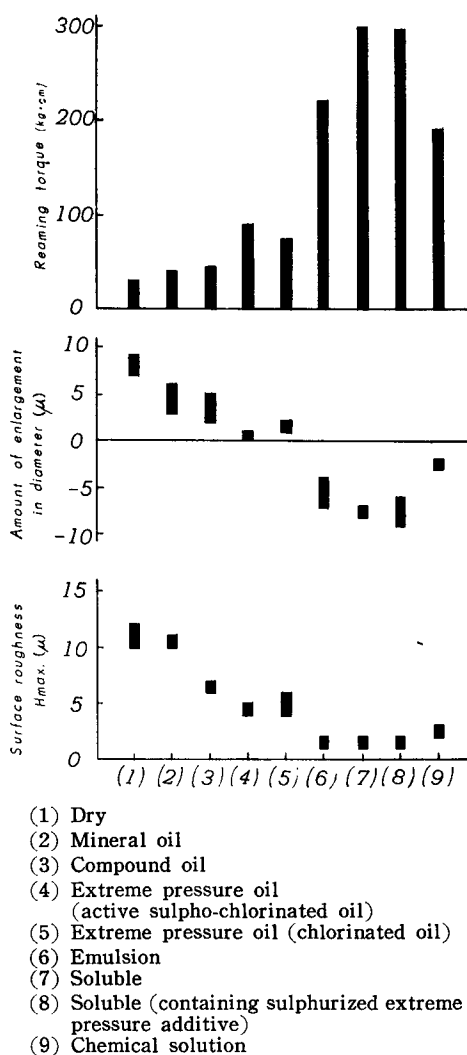 300
200
100
0
Reaming torque (kg·cm)
10
5
0
-5
-10
Amount of enlargement
in diameter (μ)
15
10
5
0
Surface roughness
Hmax. (μ)
(1) (2) (3) (4) (5) (6) (7) (8) (9)
(1) Dry
(2) Mineral oil
(3) Compound oil
(4) Extreme pressure oil
(active sulpho-chlorinated oil)
(5) Extreme pressure oil (chlorinated oil)
(6) Emulsion
(7) Soluble
(8) Soluble (containing sulphurized extreme
pressure additive)
(9) Chemical solution